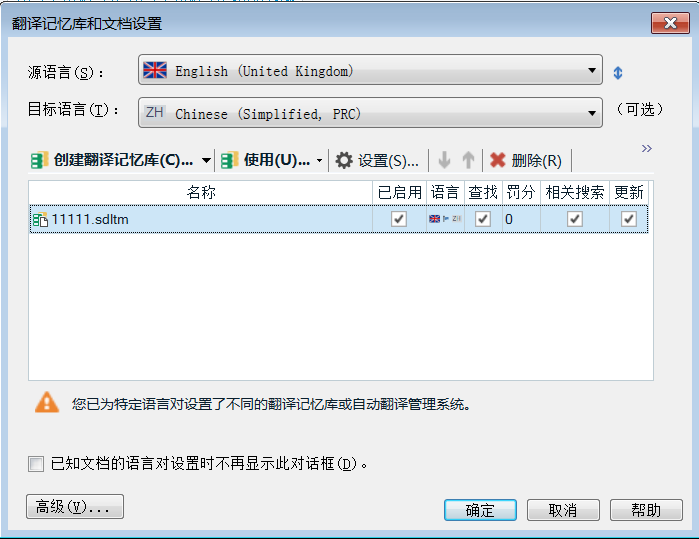 翻译记忆库和文档设置
源语言(S)： English (United Kingdom)
目标语言(T)： ZH Chinese (Simplified, PRC) （可选）
创建翻译记忆库(C)... 使用(U)... 设置(S)... 删除(R) »
名称 已启用 语言 查找 罚分 相关搜索 更新
11111.sdltm ZH 0
您已为特定语言对设置了不同的翻译记忆库或自动翻译管理系统。
已知文档的语言对设置时不再显示此对话框(D)。
高级(V)... 确定 取消 帮助